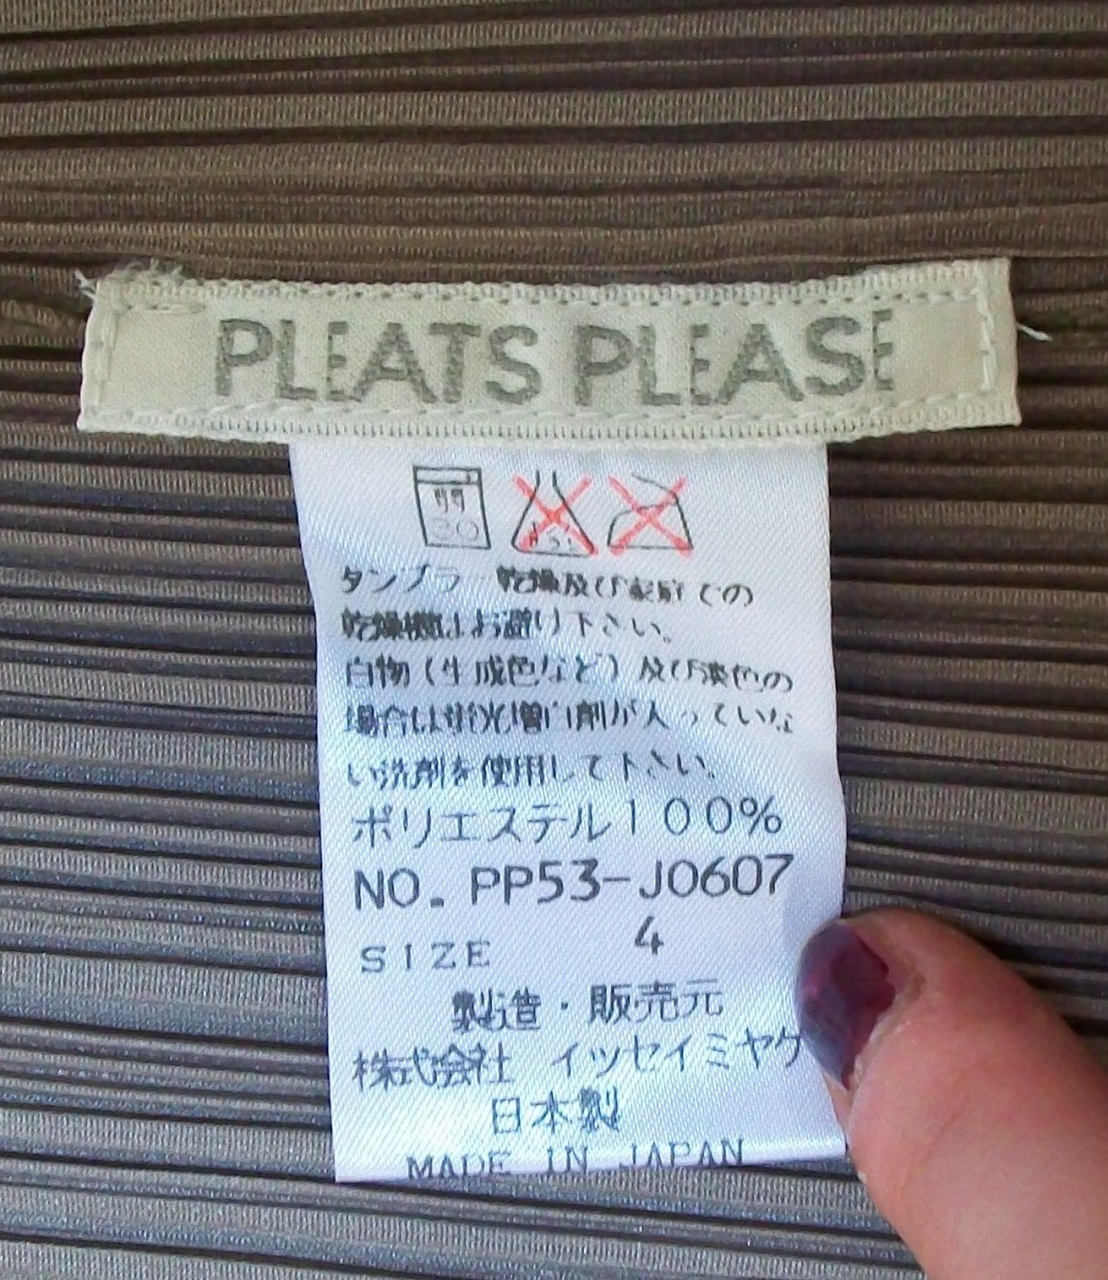 PLEATS PLEASE
弱
30
タンブラー乾燥及び家庭での
乾燥機はお避け下さい。
白物（生成色など）及び淡色の
場合は蛍光増白剤が入っていな
い洗剤を使用して下さい。
ポリエステル100%
NO. PP53-J0607
4
SIZE
製造・販売元
株式会社 イッセイミヤケ
日本製
MADE IN JAPAN